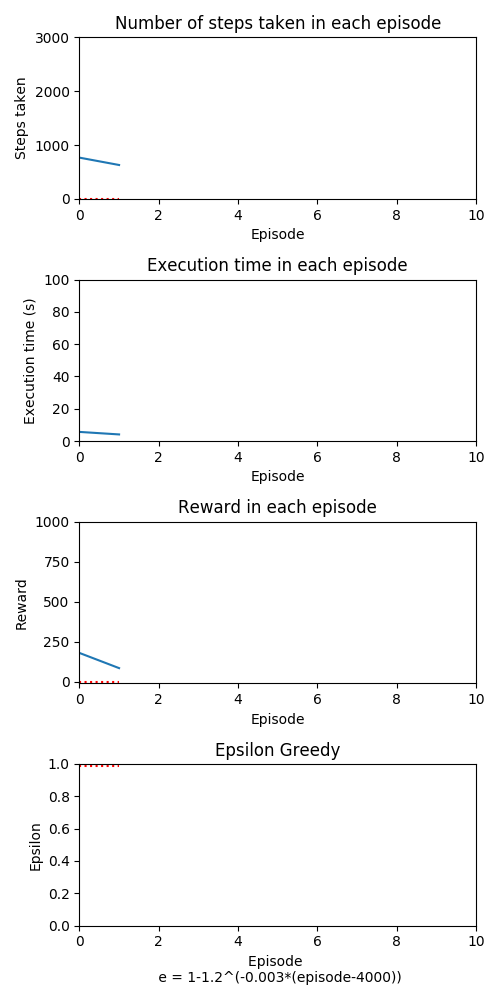 Number of steps taken in each episode
3000
2000
1000
0
Steps taken
0 2 4 6 8 10
Episode
Execution time in each episode
100
80
60
40
20
0
Execution time (s)
0 2 4 6 8 10
Episode
Reward in each episode
1000
750
500
250
0
Reward
0 2 4 6 8 10
Episode
Epsilon Greedy
1.0
0.8
0.6
0.4
0.2
0.0
Epsilon
0 2 4 6 8 10
Episode
e = 1-1.2^(-0.003*(episode-4000))